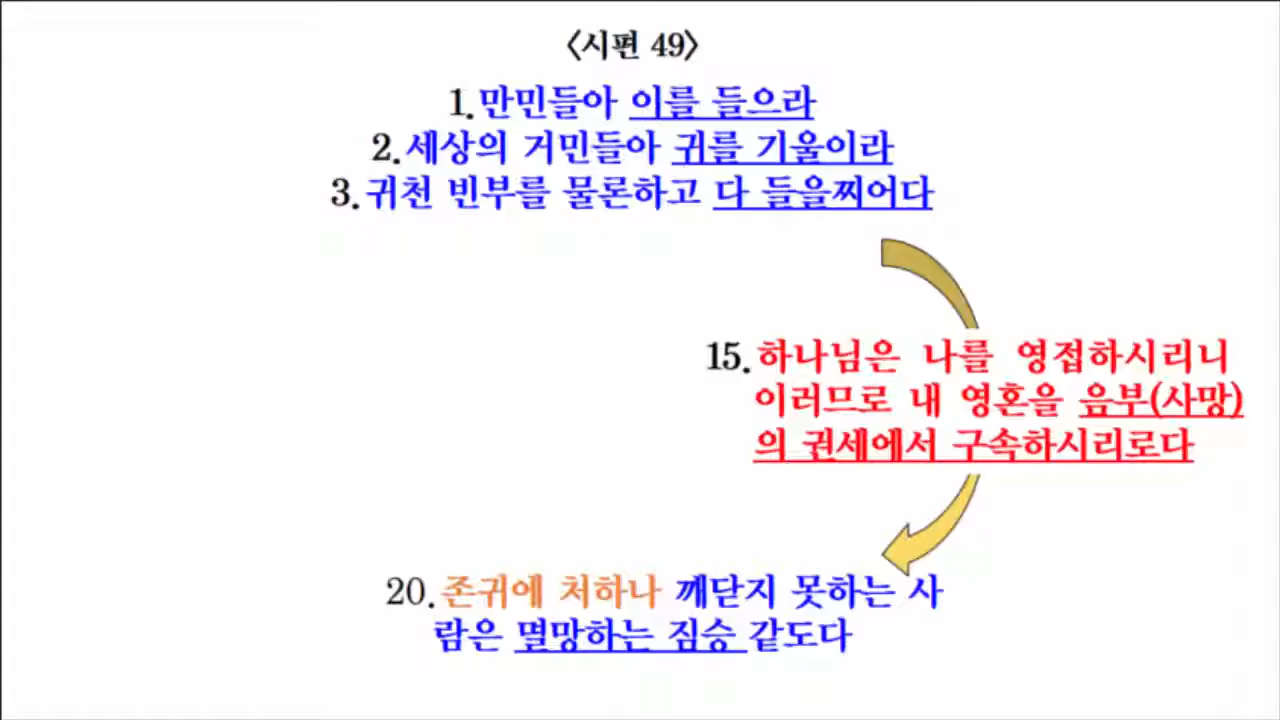 〈시편 49〉
1.만민들아 이를 들으라
2.세상의 거민들아 귀를 기울이라
3.귀천 빈부를 물론하고 다 들을찌어다
15.하나님은 나를 영접하시리니
이러므로 내 영혼을 음부(사망)
의 권세에서 구속하시리로다
20.존귀에 처하나 깨닫지 못하는 사
람은 멸망하는 짐승 같도다